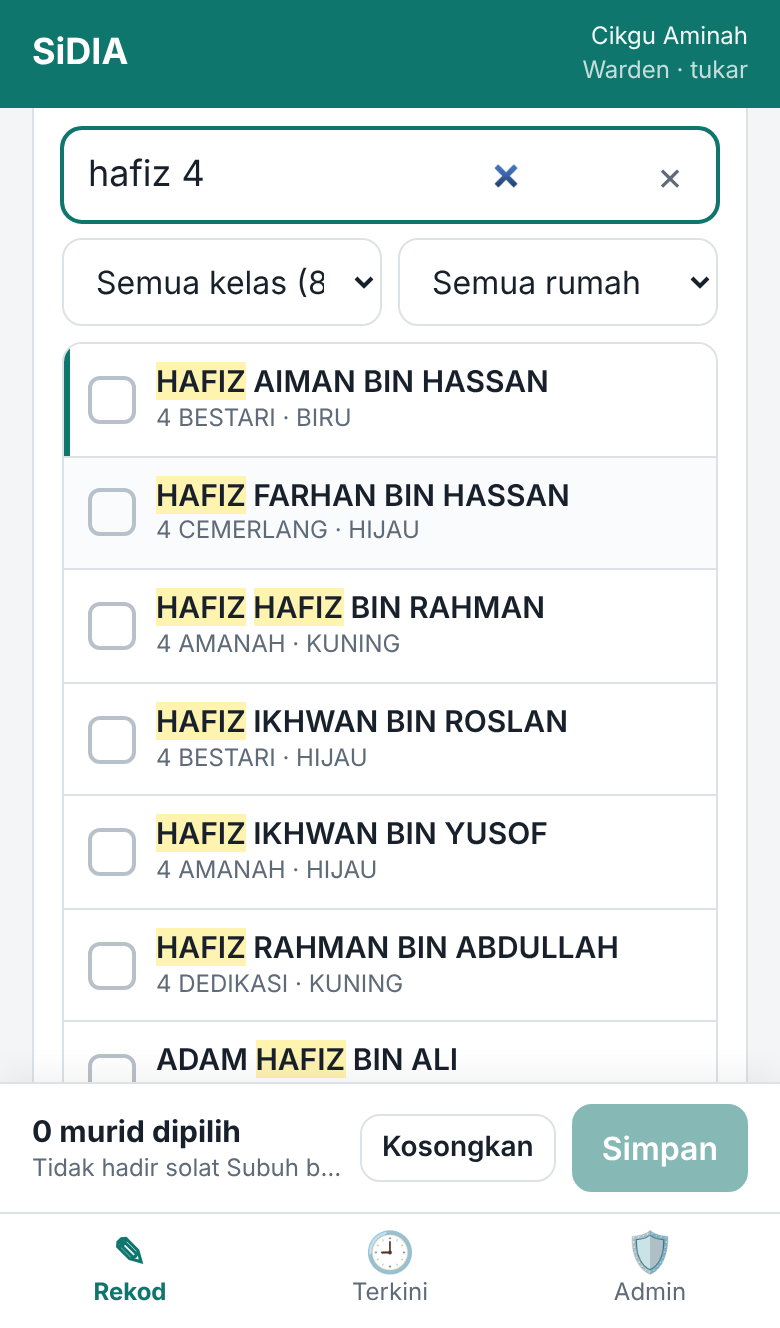 SiDIA
Cikgu Aminah
Warden · tukar
hafiz 4
Semua kelas (8
Semua rumah
HAFIZ AIMAN BIN HASSAN
4 BESTARI · BIRU
HAFIZ FARHAN BIN HASSAN
4 CEMERLANG · HIJAU
HAFIZ HAFIZ BIN RAHMAN
4 AMANAH · KUNING
HAFIZ IKHWAN BIN ROSLAN
4 BESTARI · HIJAU
HAFIZ IKHWAN BIN YUSOF
4 AMANAH · HIJAU
HAFIZ RAHMAN BIN ABDULLAH
4 DEDIKASI · KUNING
ADAM HAFIZ BIN ALI
0 murid dipilih
Tidak hadir solat Subuh b...
Kosongkan
Simpan
Rekod
Terkini
Admin